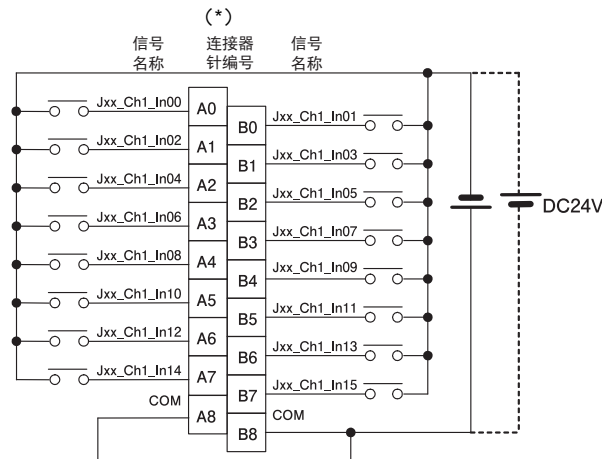 (*)
信号 连接器 信号
名称 针编号 名称
Jxx_Ch1_In00 A0
B0 Jxx_Ch1_In01
Jxx_Ch1_In02 A1
B1 Jxx_Ch1_In03
Jxx_Ch1_In04 A2
B2 Jxx_Ch1_In05
DC24V
Jxx_Ch1_In06 A3
B3 Jxx_Ch1_In07
Jxx_Ch1_In08 A4
B4 Jxx_Ch1_In09
Jxx_Ch1_In10 A5
B5 Jxx_Ch1_In11
Jxx_Ch1_In12 A6
B6 Jxx_Ch1_In13
Jxx_Ch1_In14 A7
B7 Jxx_Ch1_In15
COM A8
B8 COM